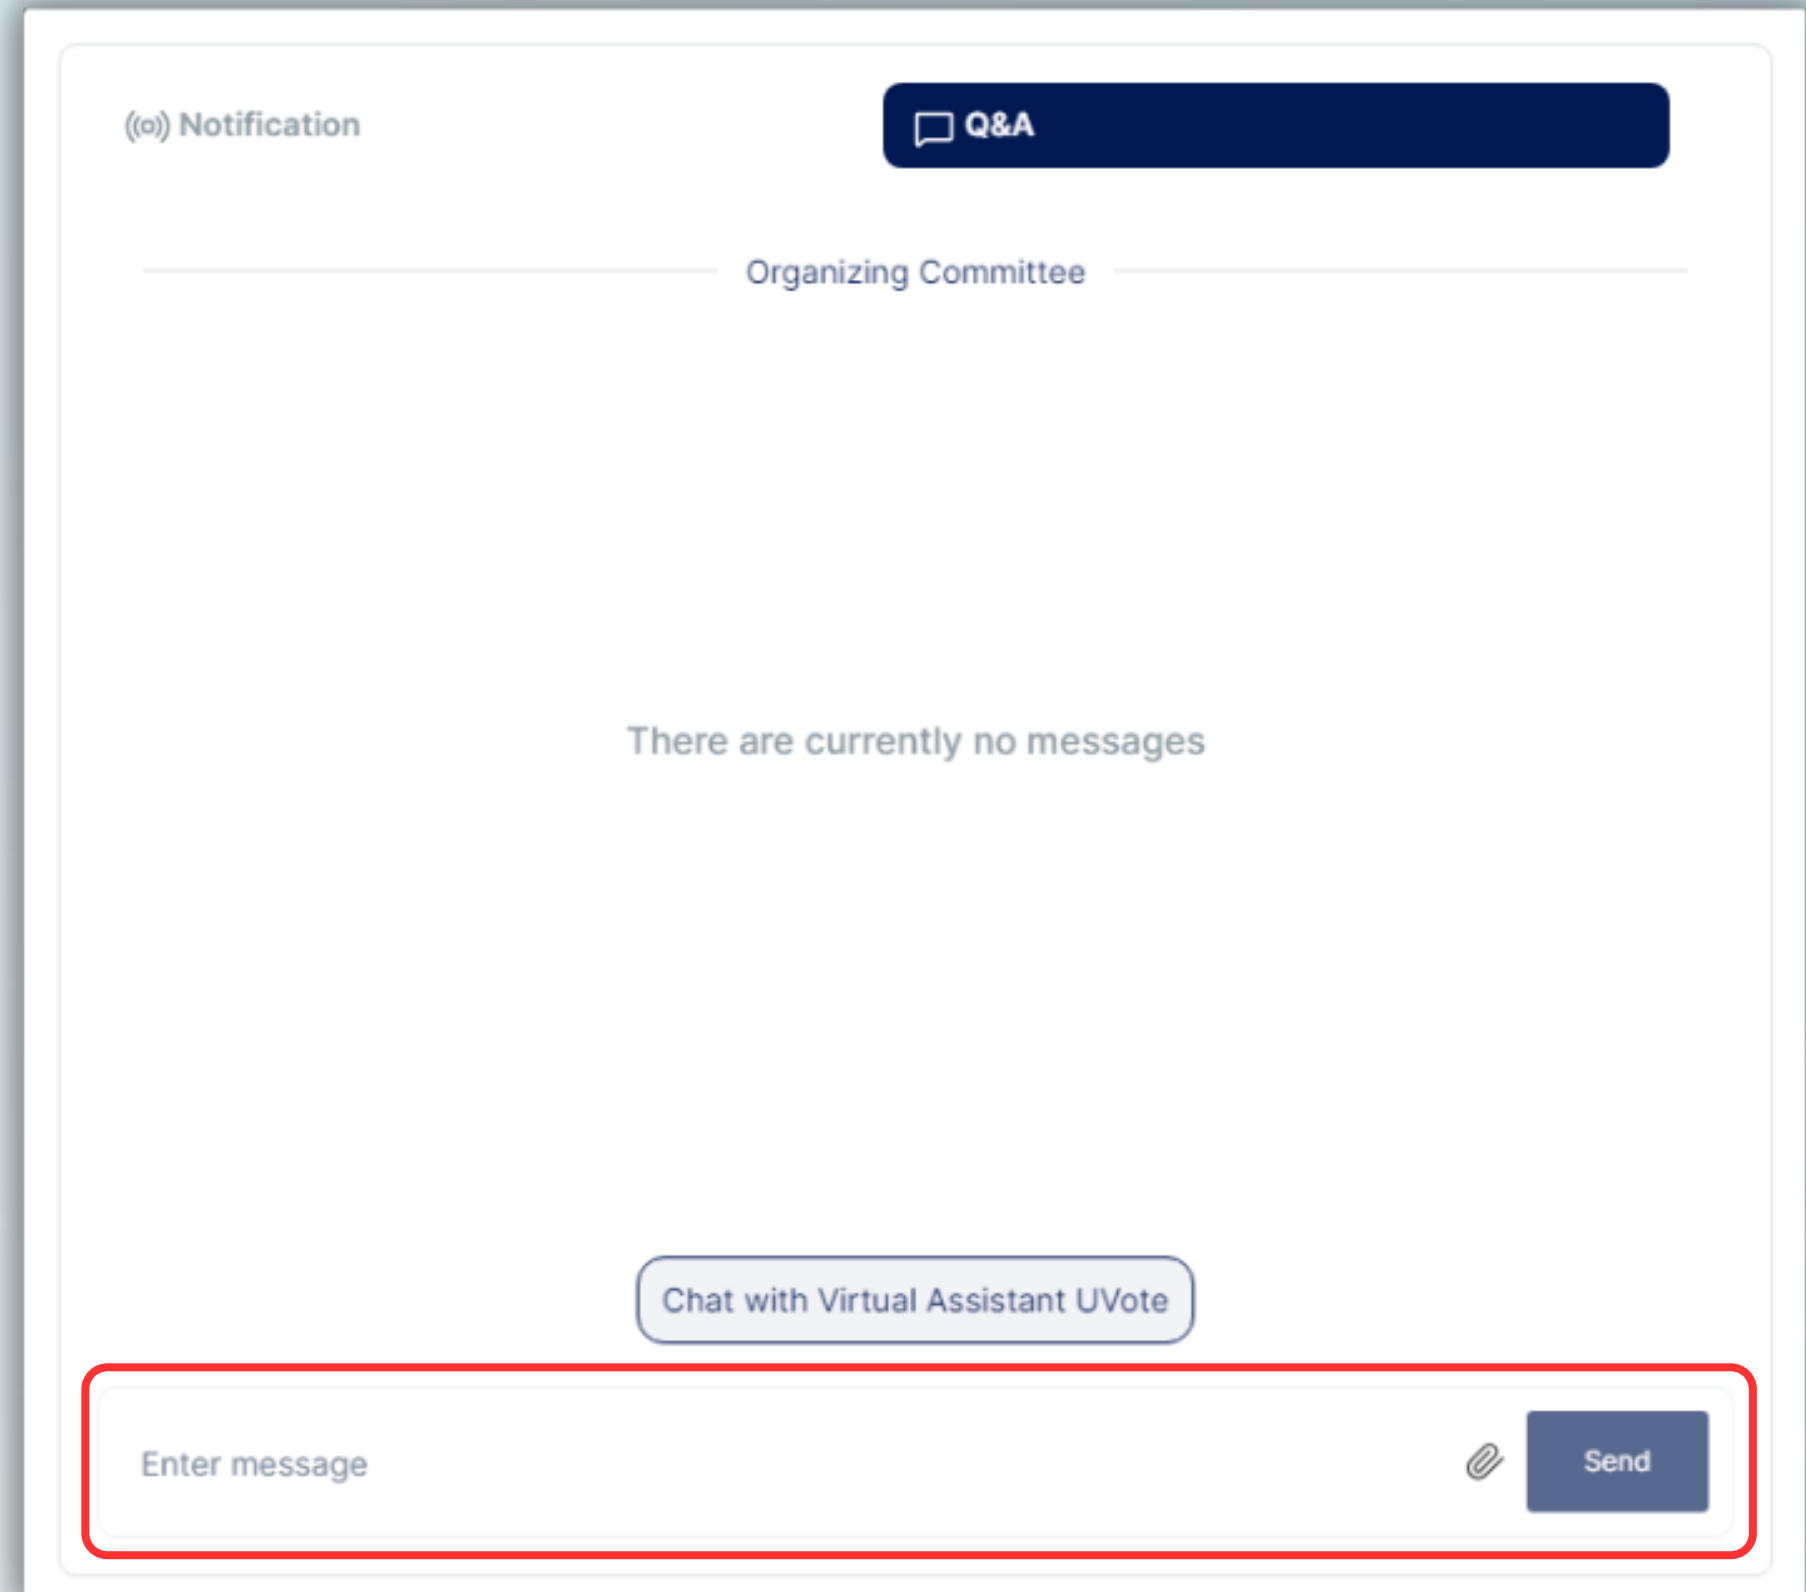 Notification
Q&A
Organizing Committee
There are currently no messages
Chat with Virtual Assistant UVote
Enter message
Send